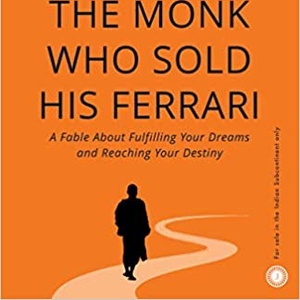 THE MONK
WHO SOLD
HIS FERRARI
A Fable About Fulfilling Your Dreams
and Reaching Your Destiny
For sale in the Indian Subcontinent only